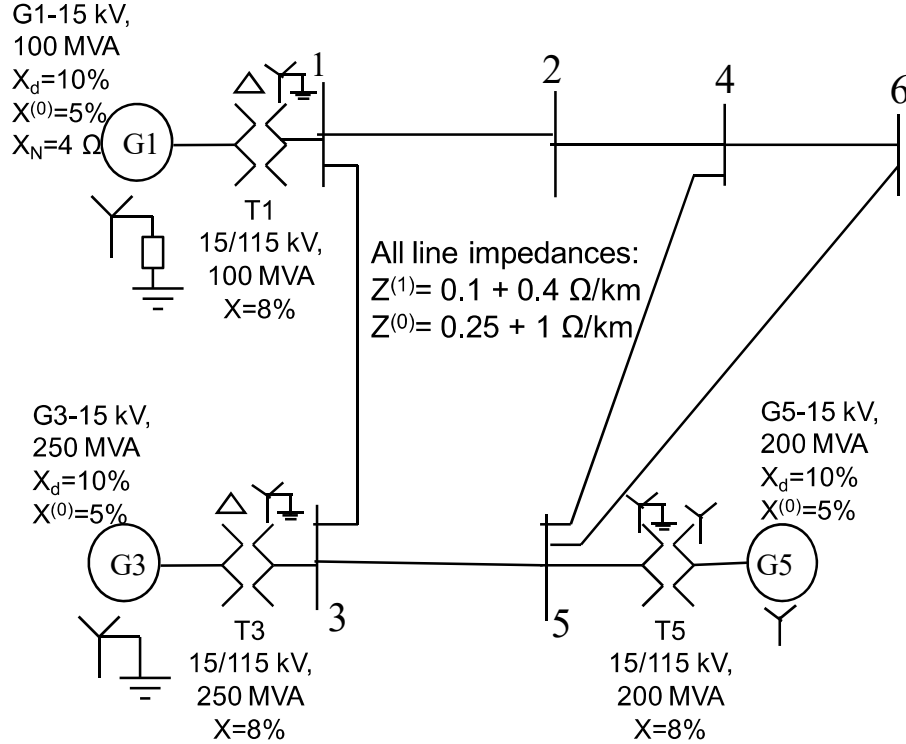 G1-15 kV,
100 MVA
X_d=10%
X⁽⁰⁾=5%
X_N=4 Ω
G1
T1
15/115 kV,
100 MVA
X=8%
1
2
4
6
All line impedances:
Z⁽¹⁾= 0.1 + 0.4 Ω/km
Z⁽⁰⁾= 0.25 + 1 Ω/km
G3-15 kV,
250 MVA
X_d=10%
X⁽⁰⁾=5%
G3
T3
15/115 kV,
250 MVA
X=8%
3
5
G5-15 kV,
200 MVA
X_d=10%
X⁽⁰⁾=5%
G5
T5
15/115 kV,
200 MVA
X=8%